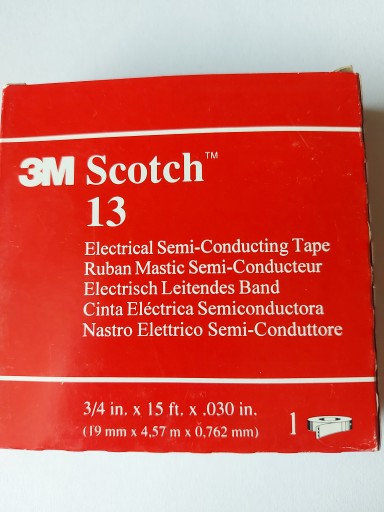 3M Scotch™
13
Electrical Semi-Conducting Tape
Ruban Mastic Semi-Conducteur
Electrisch Leitendes Band
Cinta Eléctrica Semiconductora
Nastro Elettrico Semi-Conduttore
3/4 in. x 15 ft. x .030 in.
(19 mm x 4,57 m x 0,762 mm)
1